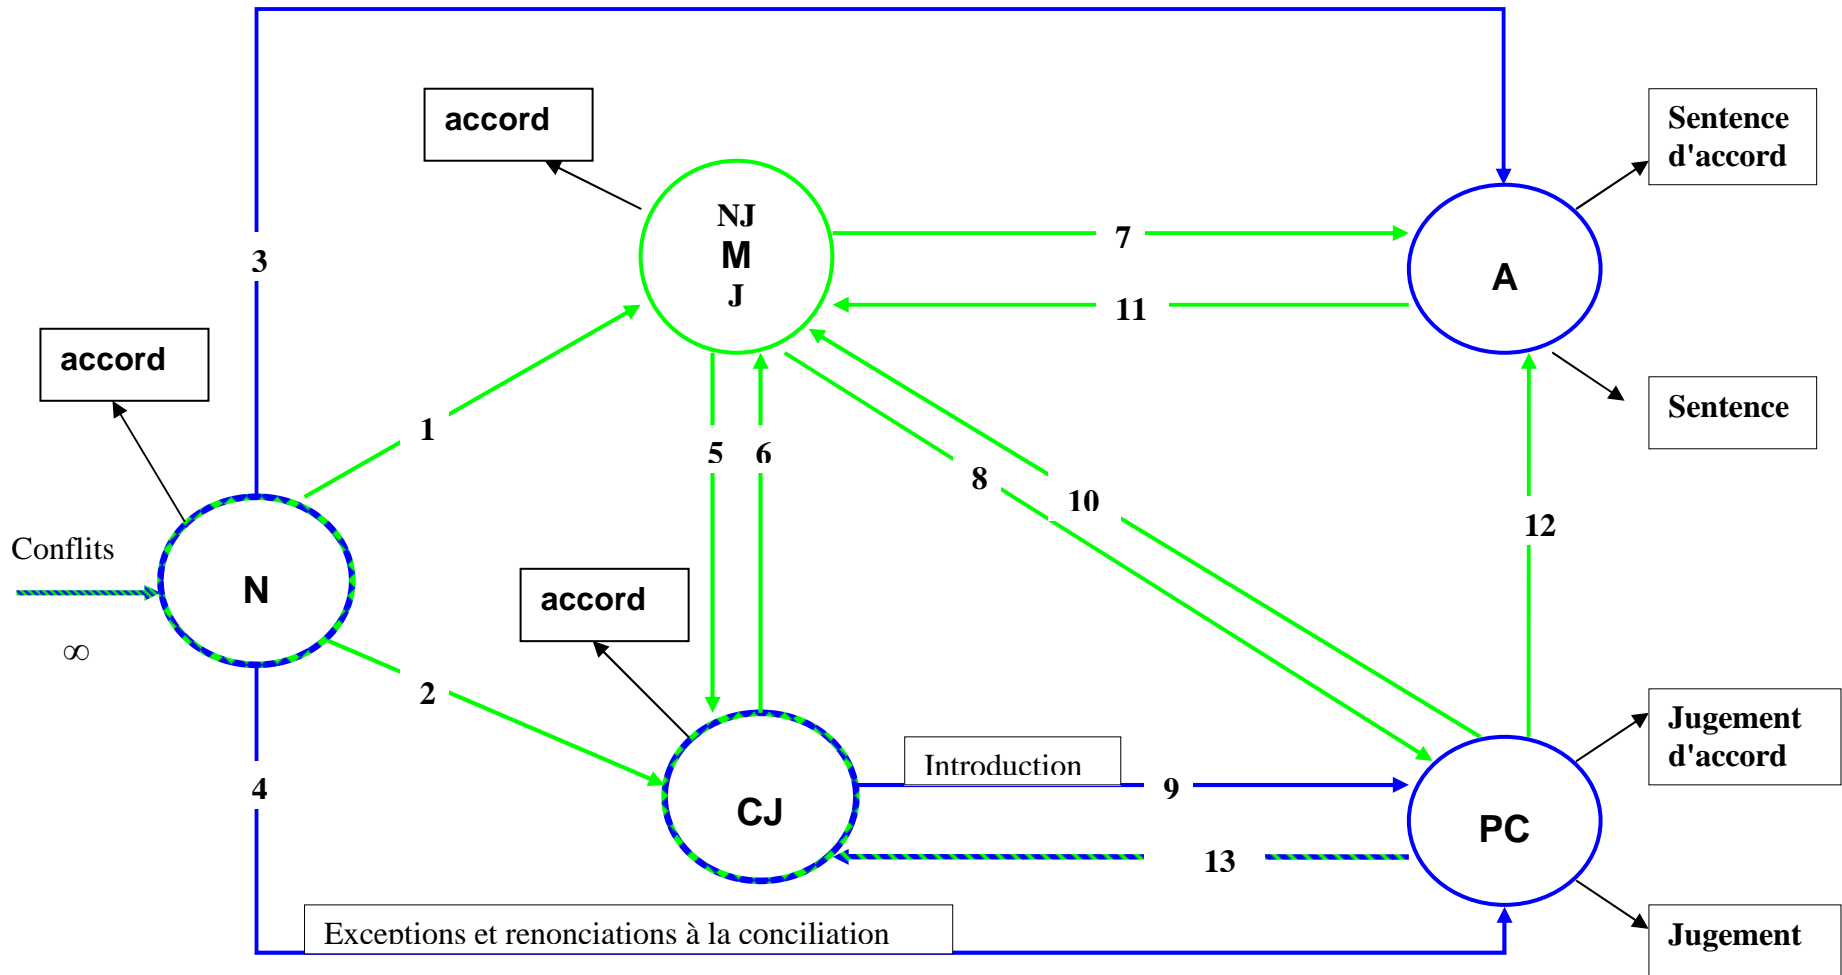 accord
Sentence
d'accord
NJ
M
J
7
A
3
11
accord
Sentence
1
5
6
8
10
12
Conflits
N
∞
accord
2
Jugement
d'accord
Introduction
4
9
CJ
PC
13
Exceptions et renonciations à la conciliation
Jugement